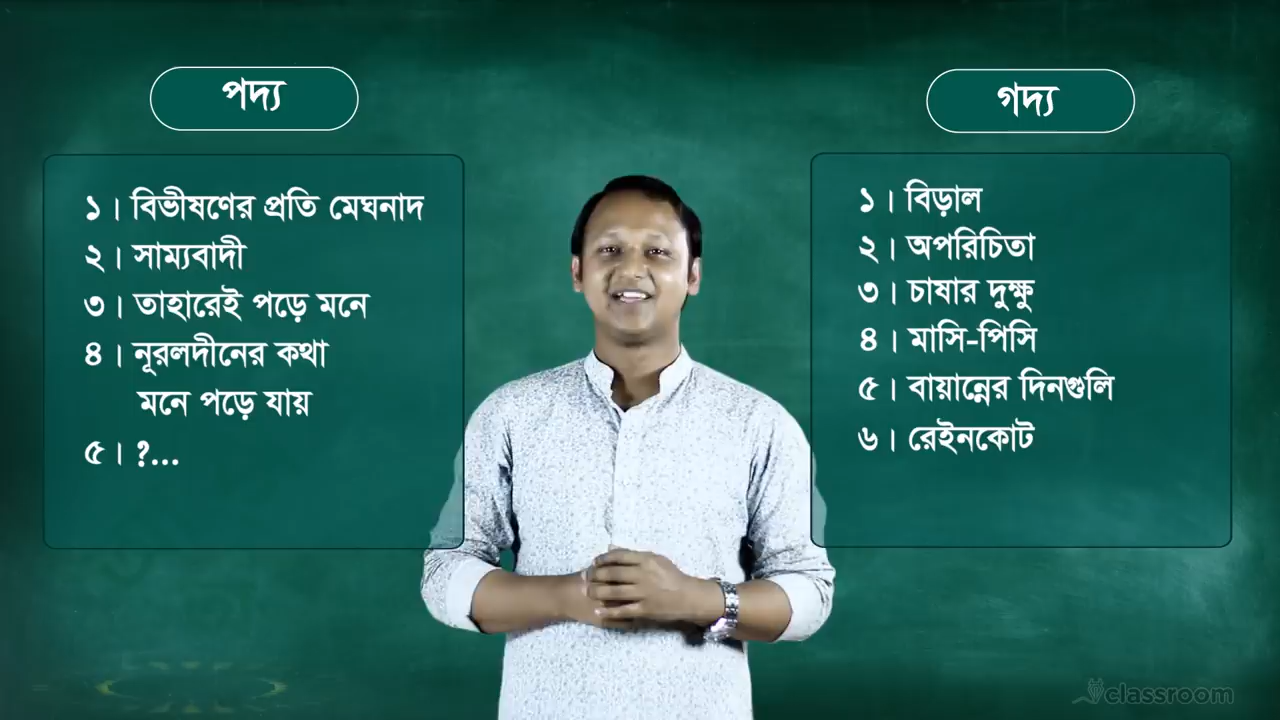 পদ্য
১। বিভীষণের প্রতি মেঘনাদ
২। সাম্যবাদী
৩। তাহারেই পড়ে মনে
৪। নূরলদীনের কথা
মনে পড়ে যায়
৫। ?...
গদ্য
১। বিড়াল
২। অপরিচিতা
৩। চাষার দুক্ষু
৪। মাসি-পিসি
৫। বায়ান্নের দিনগুলি
৬। রেইনকোট
classroom